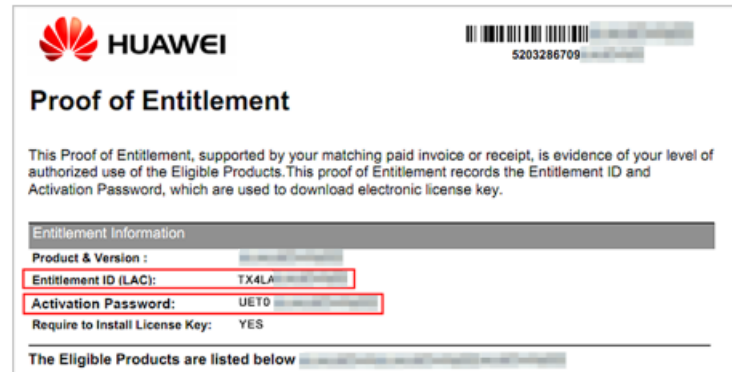 HUAWEI
5203286709
Proof of Entitlement
This Proof of Entitlement, supported by your matching paid invoice or receipt, is evidence of your level of
authorized use of the Eligible Products.This proof of Entitlement records the Entitlement ID and
Activation Password, which are used to download electronic license key.
Entitlement Information
Product & Version :
Entitlement ID (LAC): TX4LA
Activation Password: UET0
Require to Install License Key: YES
The Eligible Products are listed below